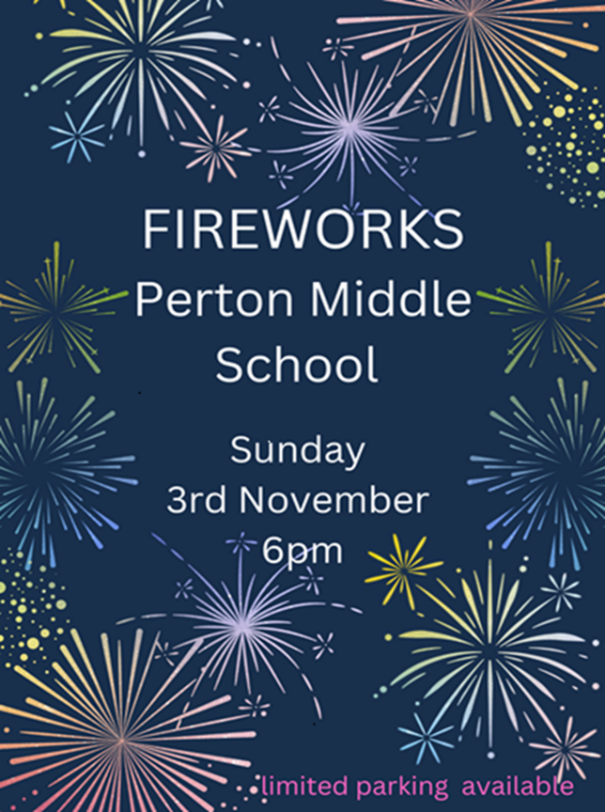 FIREWORKS
Perton Middle
School
Sunday
3rd November
6pm
limited parking available